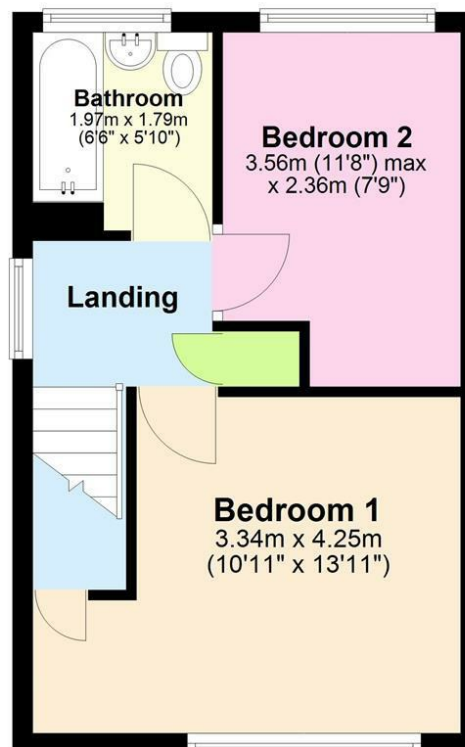 Bathroom
1.97m x 1.79m
(6'6" x 5'10")
Bedroom 2
3.56m (11'8") max
x 2.36m (7'9")
Landing
Bedroom 1
3.34m x 4.25m
(10'11" x 13'11")